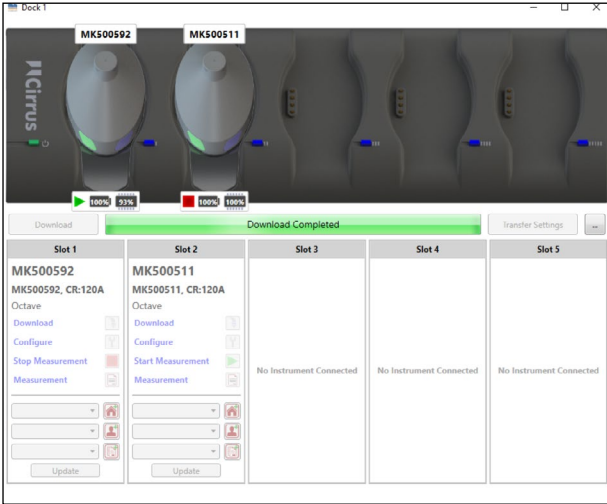 Dock 1
MK500592
MK500511
Cirrus
100%
93%
100%
100%
Download
Download Completed
Transfer Settings
...
Slot 1
Slot 2
Slot 3
Slot 4
Slot 5
MK500592
MK500592, CR:120A
Octave
Download
Configure
Stop Measurement
Measurement
Update
MK500511
MK500511, CR:120A
Octave
Download
Configure
Start Measurement
Measurement
Update
No Instrument Connected
No Instrument Connected
No Instrument Connected